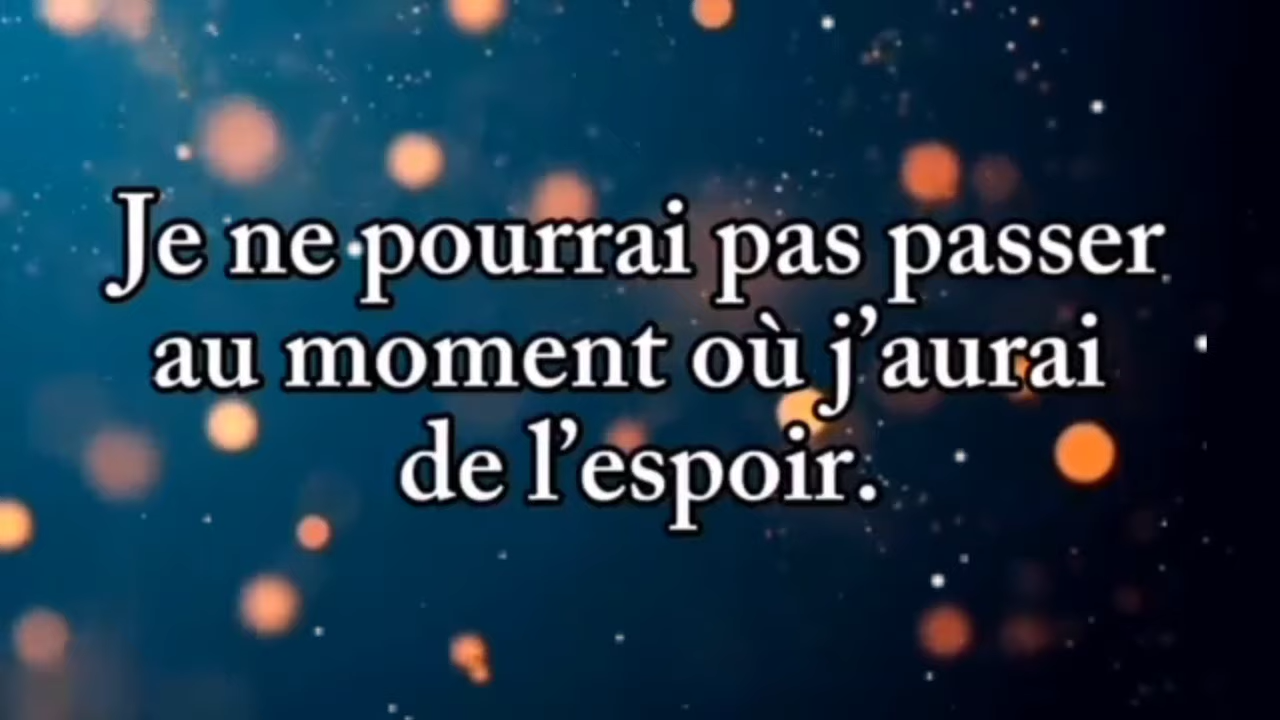 Je ne pourrai pas passer
au moment où j’aurai
de l’espoir.